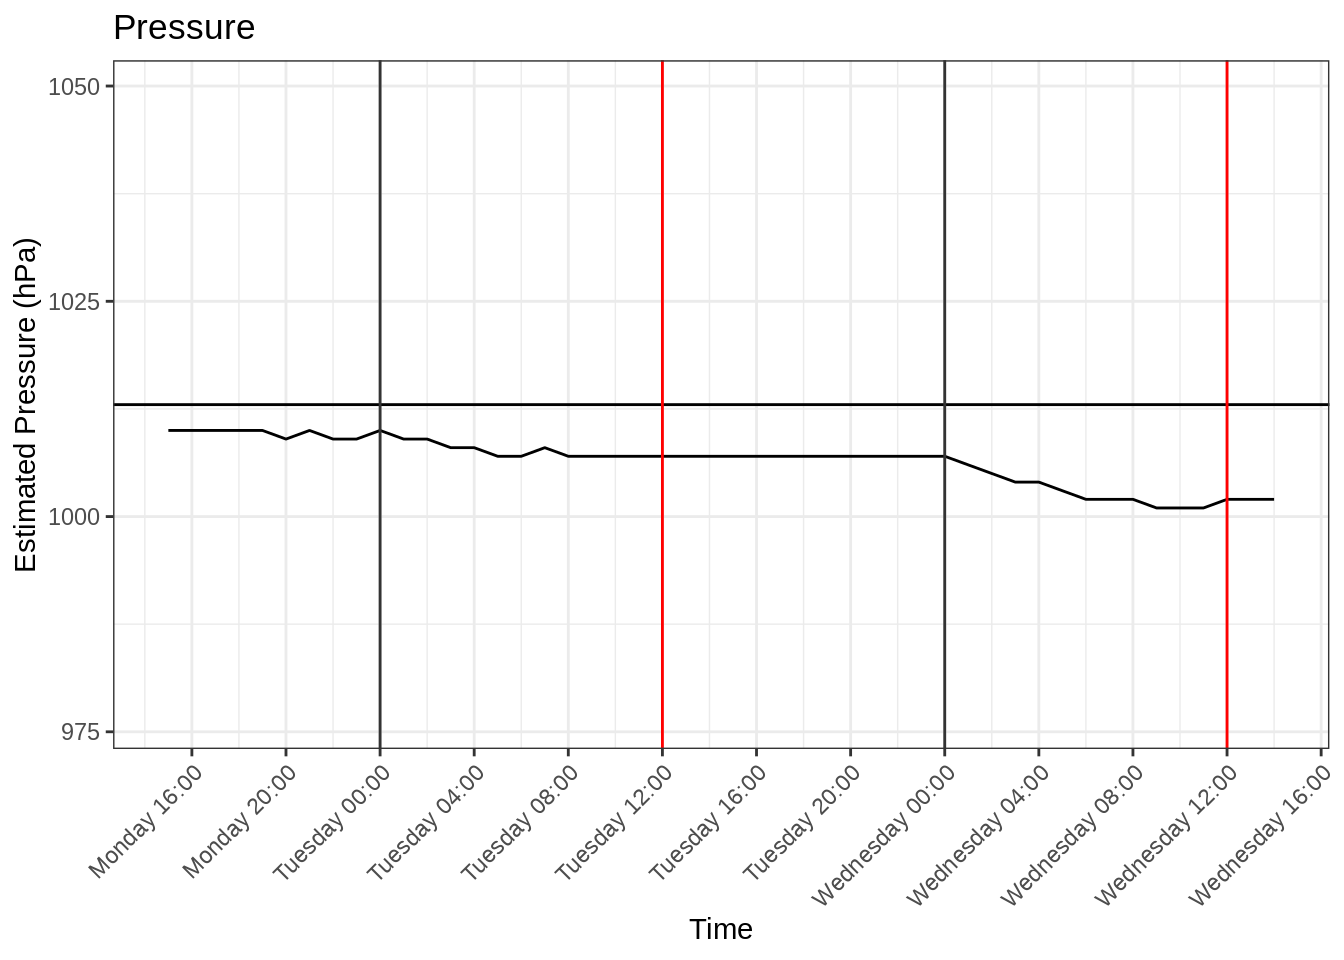 Pressure
Estimated Pressure (hPa)
1050
1025
1000
975
Monday 16:00
Monday 20:00
Tuesday 00:00
Tuesday 04:00
Tuesday 08:00
Tuesday 12:00
Tuesday 16:00
Tuesday 20:00
Wednesday 00:00
Wednesday 04:00
Wednesday 08:00
Wednesday 12:00
Wednesday 16:00
Time